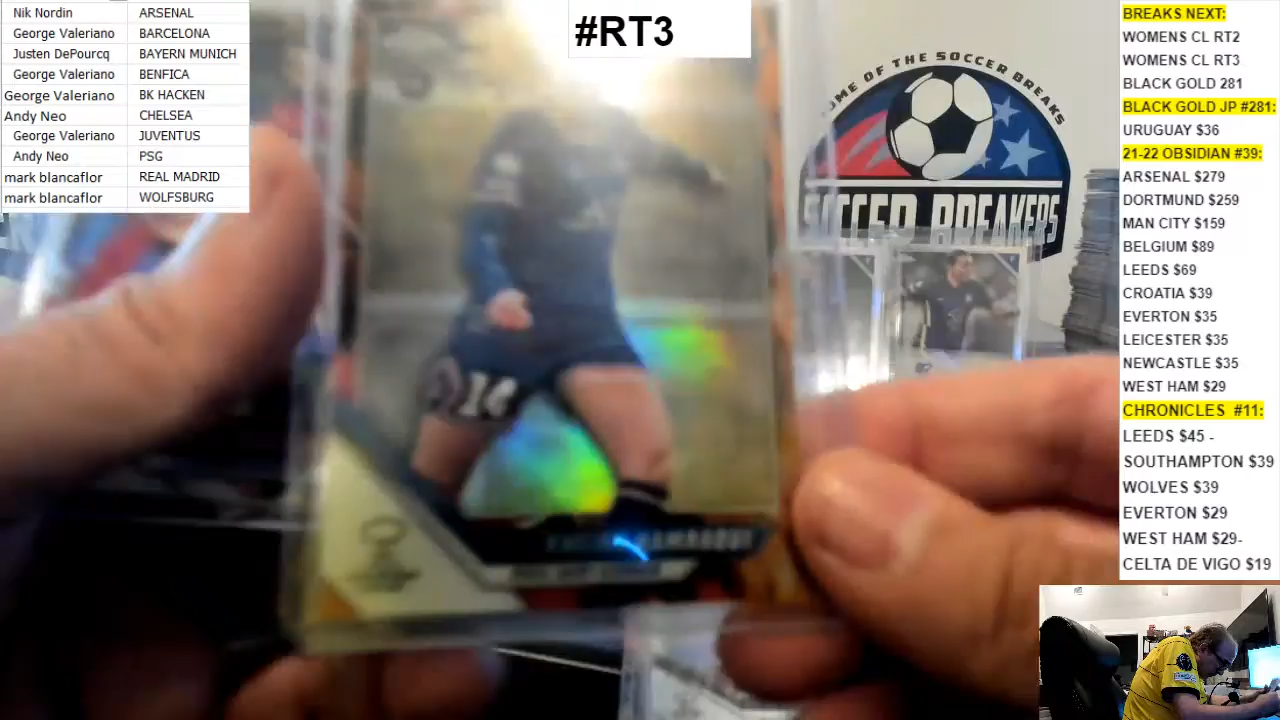 Nik Nordin ARSENAL
George Valeriano BARCELONA
Justen DePourcq BAYERN MUNICH
George Valeriano BENFICA
George Valeriano BK HACKEN
Andy Neo CHELSEA
George Valeriano JUVENTUS
Andy Neo PSG
mark blancaflor REAL MADRID
mark blancaflor WOLFSBURG
#RT3
OF THE SOCCER BREAKS
SOCCER BREAKERS
14
BREAKS NEXT:
WOMENS CL RT2
WOMENS CL RT3
BLACK GOLD 281
BLACK GOLD JP #281:
URUGUAY $36
21-22 OBSIDIAN #39:
ARSENAL $279
DORTMUND $259
MAN CITY $159
BELGIUM $89
LEEDS $69
CROATIA $39
EVERTON $35
LEICESTER $35
NEWCASTLE $35
WEST HAM $29
CHRONICLES #11:
LEEDS $45 -
SOUTHAMPTON $39
WOLVES $39
EVERTON $29
WEST HAM $29-
CELTA DE VIGO $19